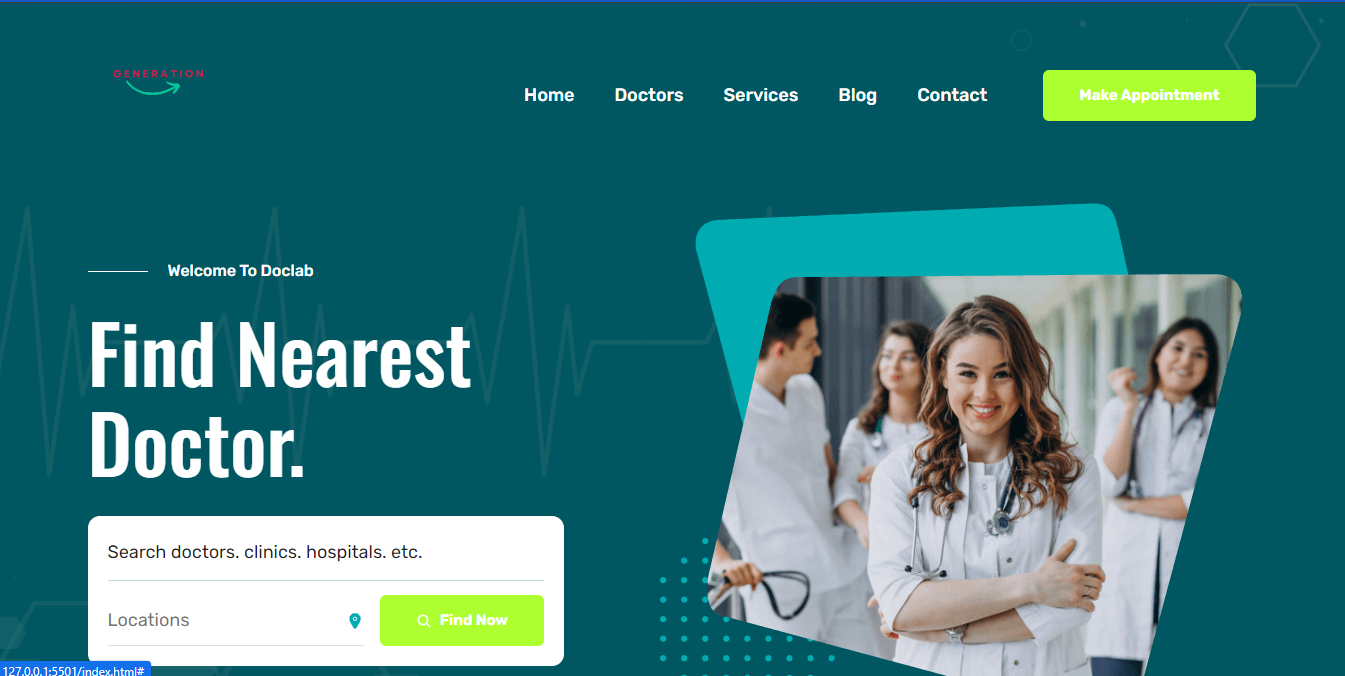 GENERATION
Home Doctors Services Blog Contact Make Appointment
Welcome To Doclab
Find Nearest
Doctor.
Search doctors. clinics. hospitals. etc.
Locations Find Now
127.0.0.1:5501/index.html#